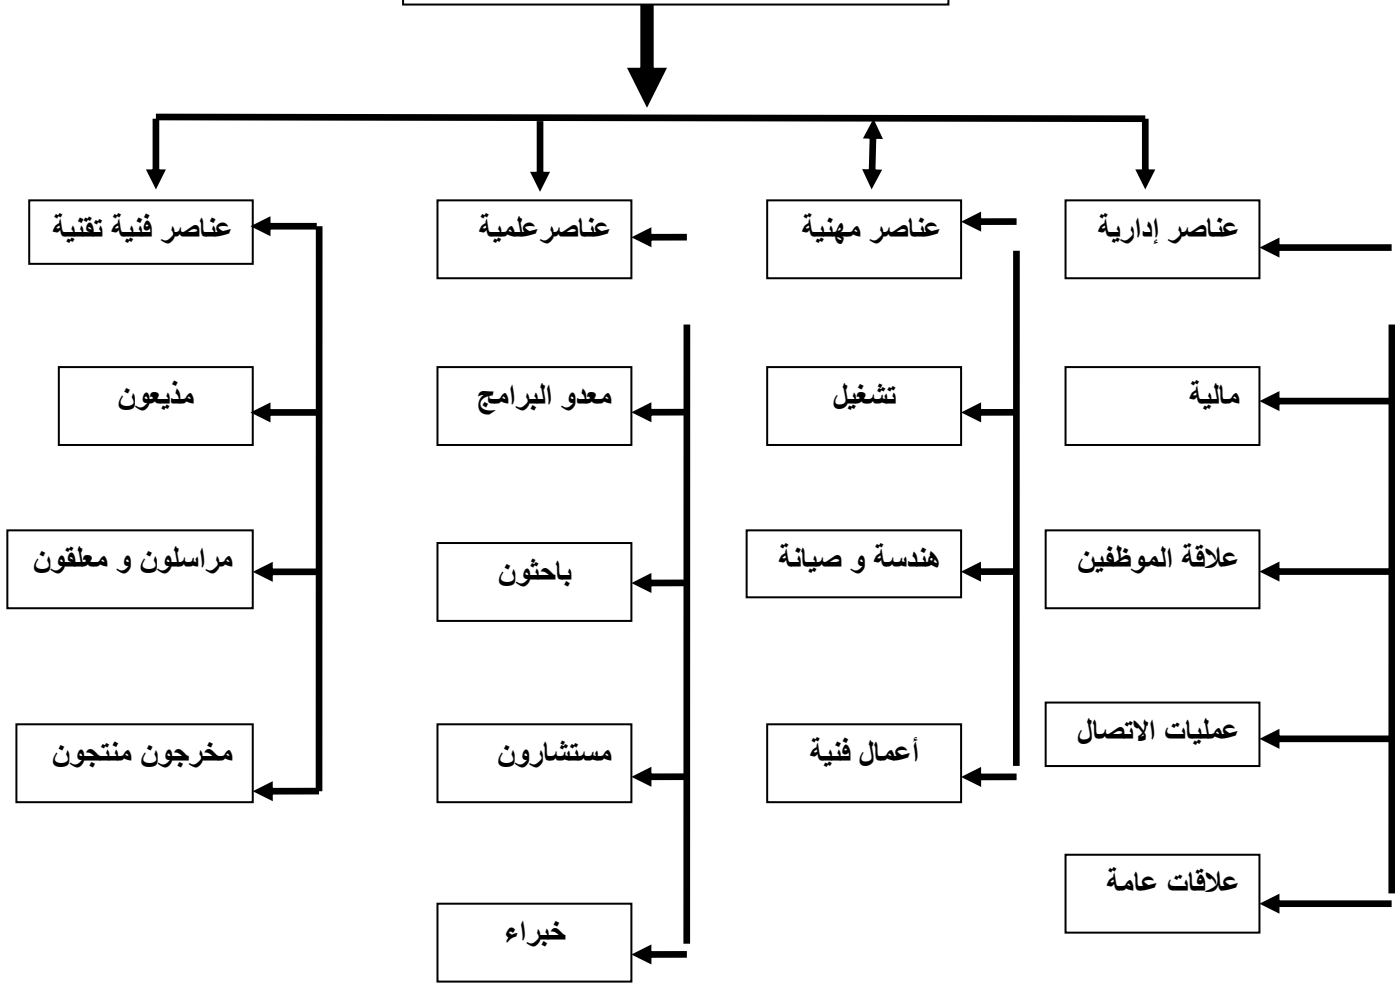 عناصر إدارية
عناصر مهنية
عناصرعلمية
عناصر فنية تقنية
مالية
تشغيل
معدو البرامج
مذيعون
علاقة الموظفين
هندسة و صيانة
باحثون
مراسلون و معلقون
عمليات الاتصال
أعمال فنية
مستشارون
مخرجون منتجون
علاقات عامة
خبراء